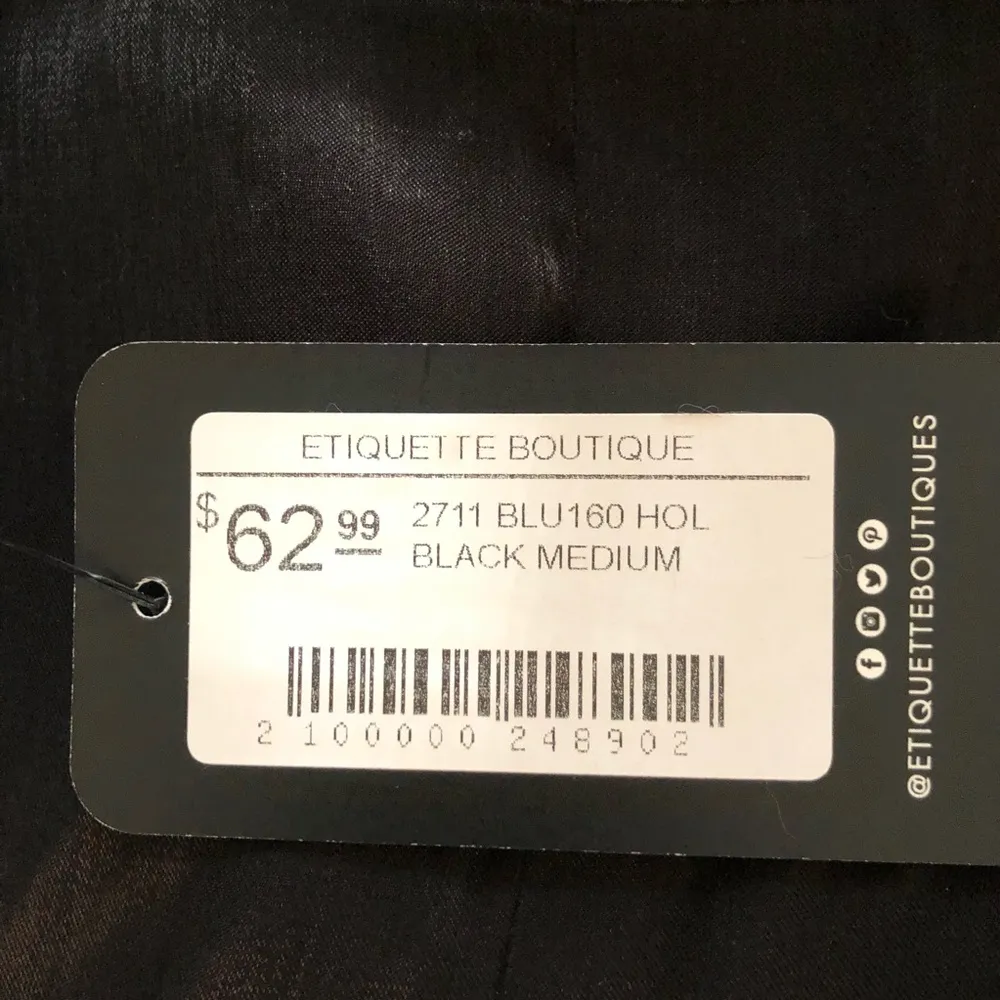 ETIQUETTE BOUTIQUE
$62.99
2711 BLU160 HOL
BLACK MEDIUM
2 100000 248902
@ETIQUETTEBOUTIQUES